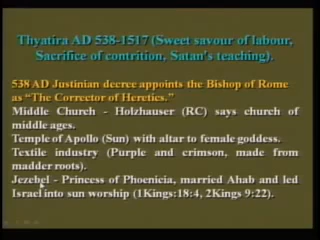 Thyatira AD 538-1517 (Sweet savour of labour,
Sacrifice of contrition, Satan's teaching).
538 AD Justinian decree appoints the Bishop of Rome
as "The Corrector of Heretics."
Middle Church - Holzhauser (RC) says church of
middle ages.
Temple of Apollo (Sun) with altar to female goddess.
Textile industry (Purple and crimson, made from
madder roots).
Jezebel - Princess of Phoenicia, married Ahab and led
Israel into sun worship (1Kings:18:4, 2Kings 9:22).